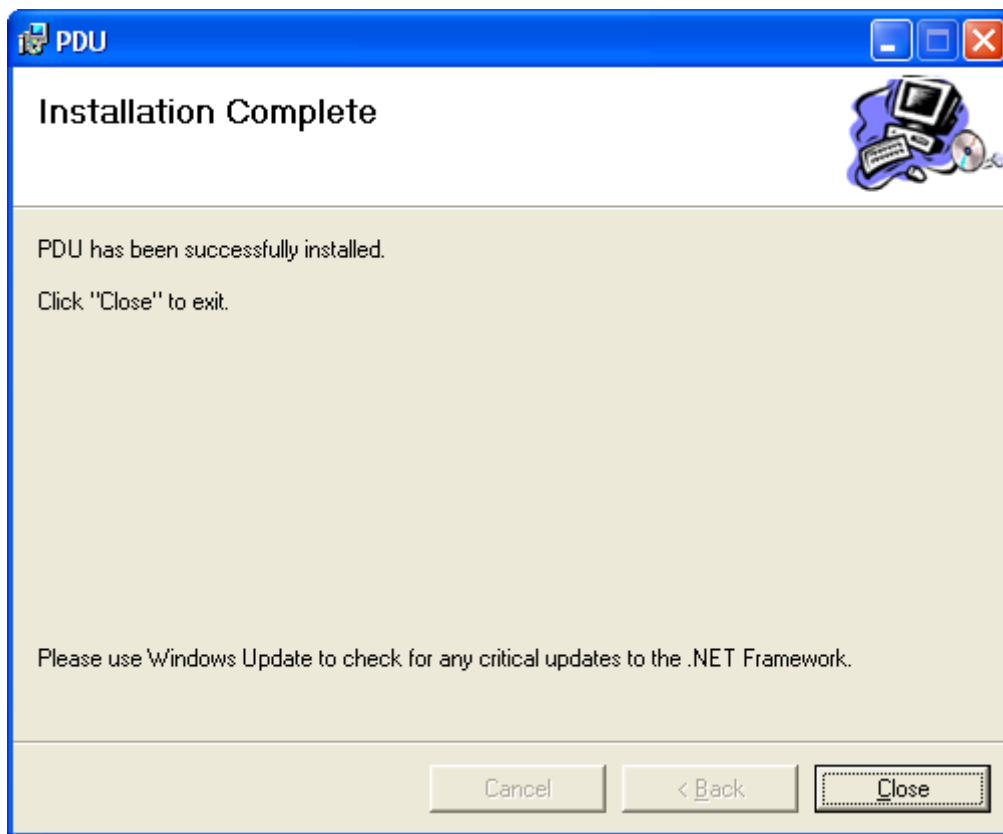 PDU
Installation Complete
PDU has been successfully installed.
Click "Close" to exit.
Please use Windows Update to check for any critical updates to the .NET Framework.
Cancel
< Back
Close